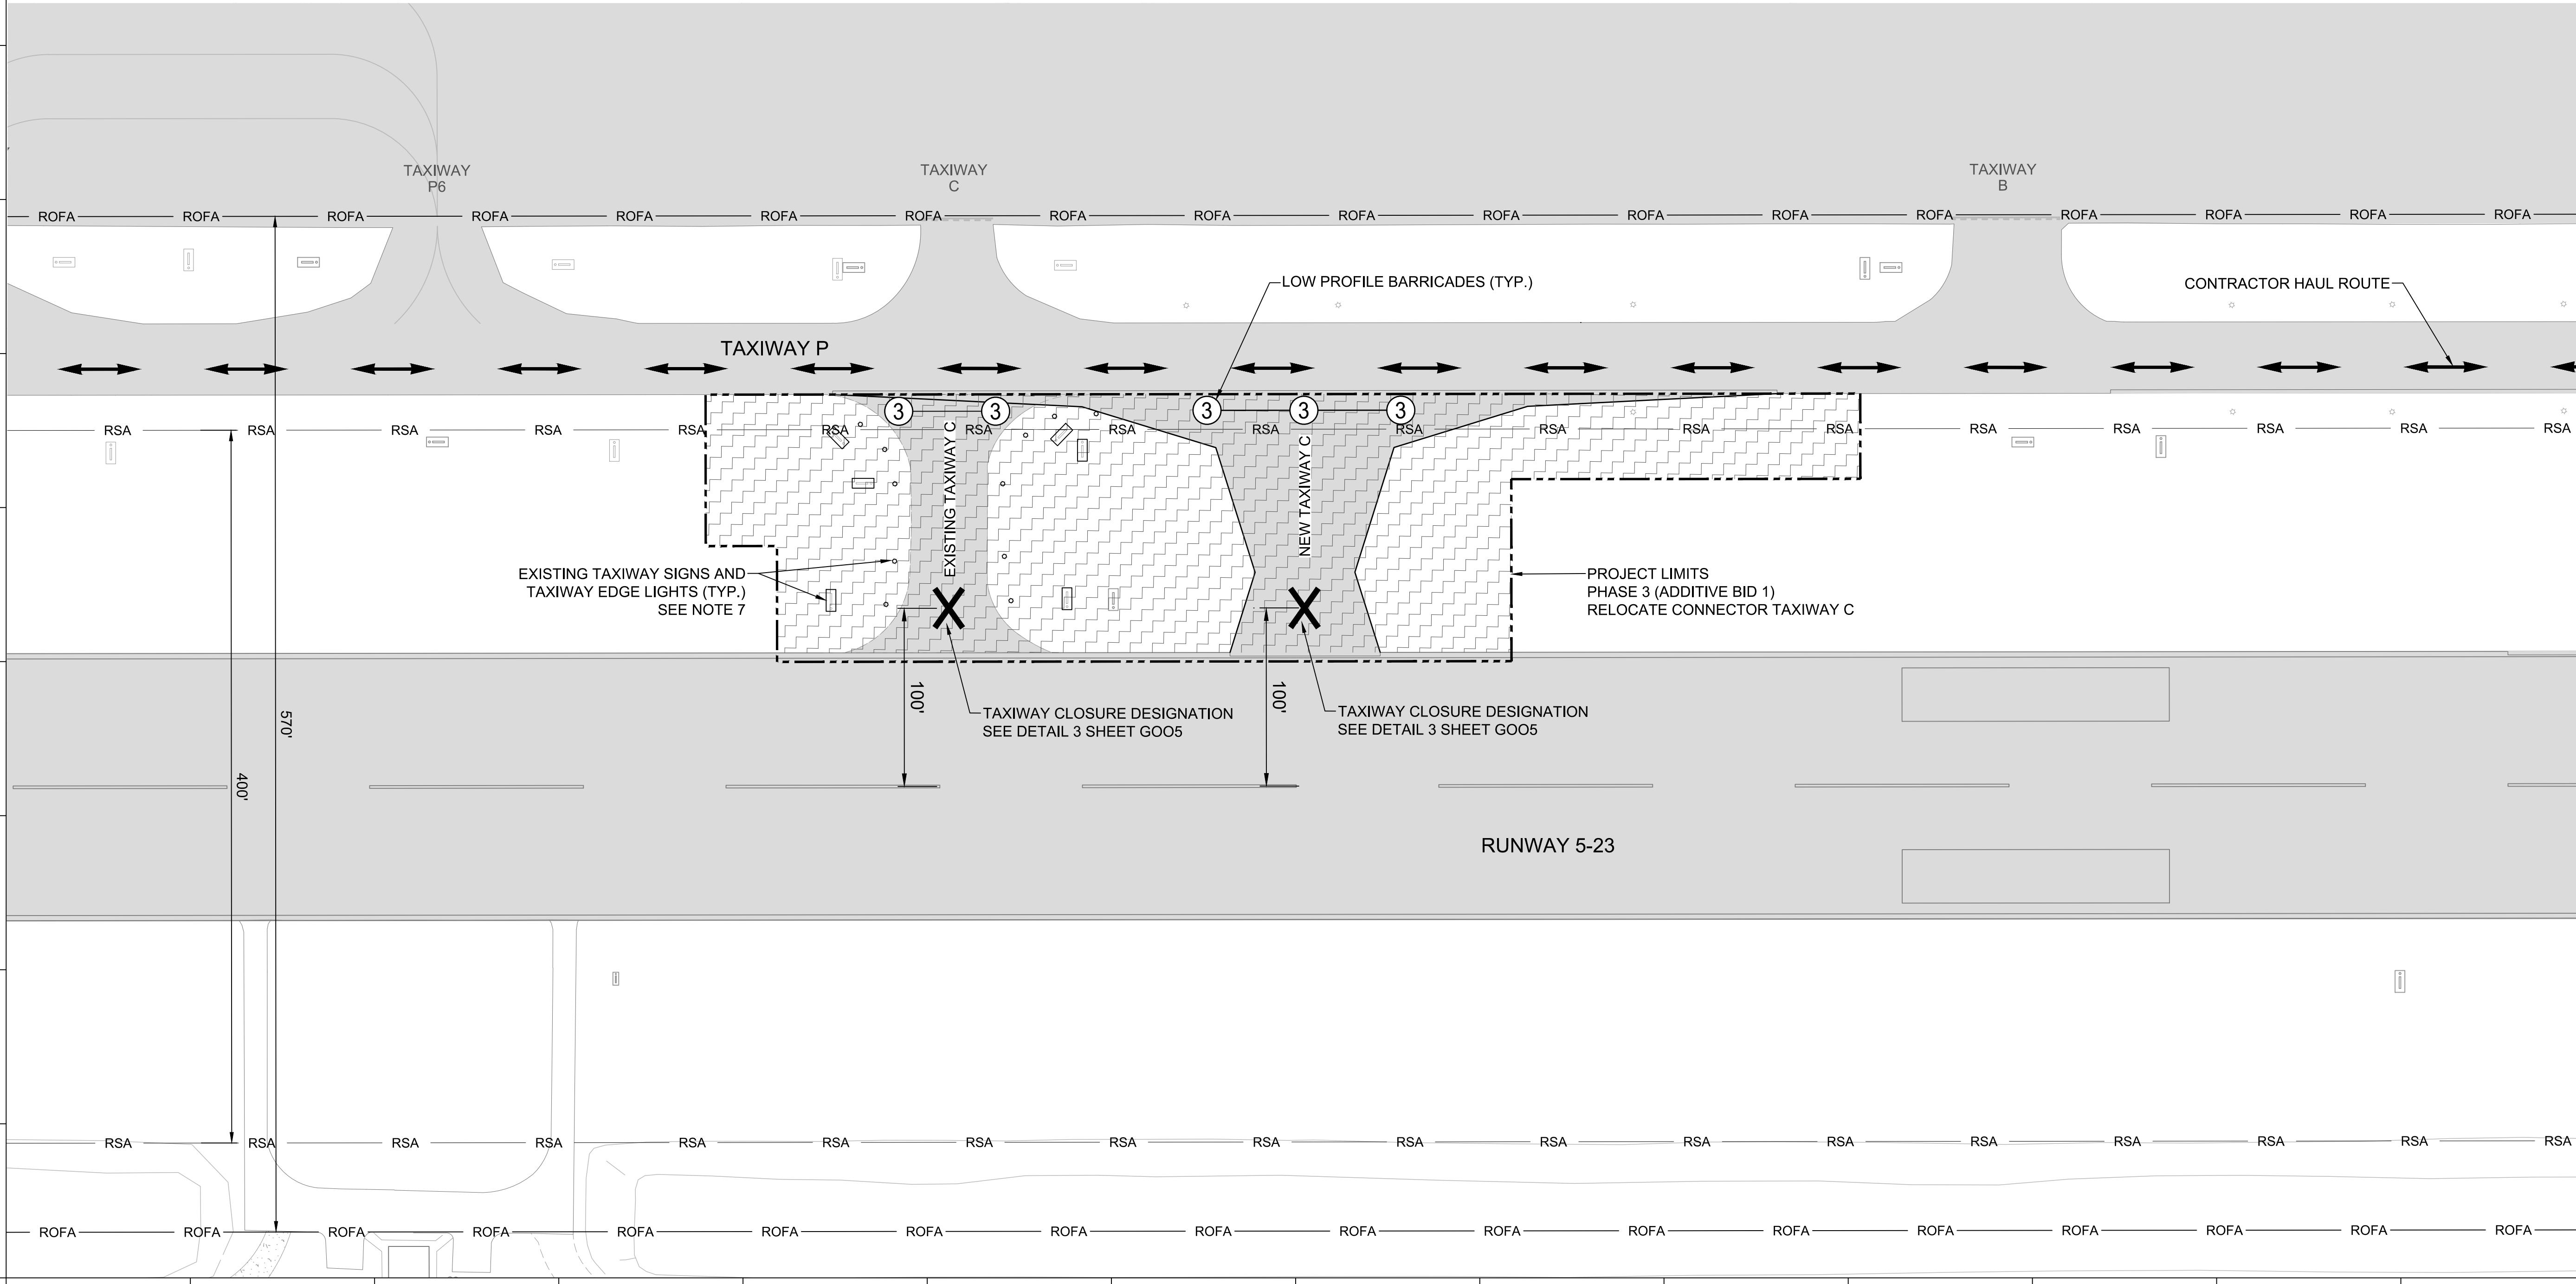 TAXIWAY
P6
TAXIWAY
C
TAXIWAY
B
ROFA ROFA ROFA ROFA ROFA ROFA ROFA ROFA ROFA ROFA ROFA ROFA ROFA ROFA ROFA ROFA ROFA ROFA
LOW PROFILE BARRICADES (TYP.)
CONTRACTOR HAUL ROUTE
TAXIWAY P
3 3 3 3 3
RSA RSA RSA RSA RSA RSA RSA RSA RSA RSA RSA RSA RSA RSA RSA RSA RSA RSA
EXISTING TAXIWAY C
NEW TAXIWAY C
EXISTING TAXIWAY SIGNS AND
TAXIWAY EDGE LIGHTS (TYP.)
SEE NOTE 7
PROJECT LIMITS
PHASE 3 (ADDITIVE BID 1)
RELOCATE CONNECTOR TAXIWAY C
X X
100'
100'
TAXIWAY CLOSURE DESIGNATION
SEE DETAIL 3 SHEET GOO5
TAXIWAY CLOSURE DESIGNATION
SEE DETAIL 3 SHEET GOO5
570'
400'
RUNWAY 5-23
RSA RSA RSA RSA RSA RSA RSA RSA RSA RSA RSA RSA RSA RSA RSA RSA RSA RSA
ROFA ROFA ROFA ROFA ROFA ROFA ROFA ROFA ROFA ROFA ROFA ROFA ROFA ROFA ROFA ROFA ROFA ROFA